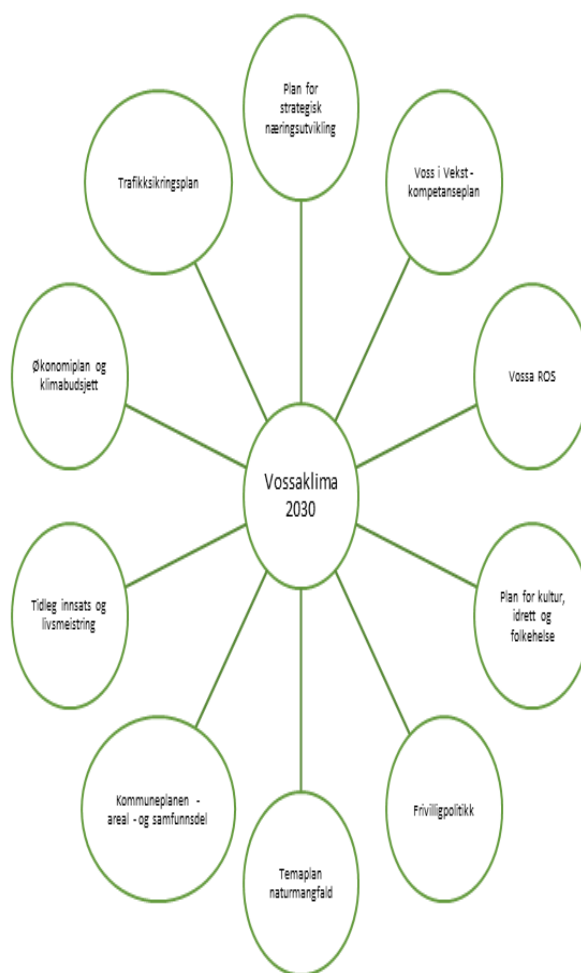 Plan for
strategisk
næringsutvikling
Trafikksikringsplan
Voss i Vekst -
kompetanseplan
Økonomiplan og
klimabudsjett
Vossa ROS
Vossaklima
2030
Tidleg innsats og
livsmeistring
Plan for kultur,
idrett og
folkehelse
Kommuneplanen -
areal - og samfunnsdel
Frivilligpolitikk
Temaplan
naturmangfald